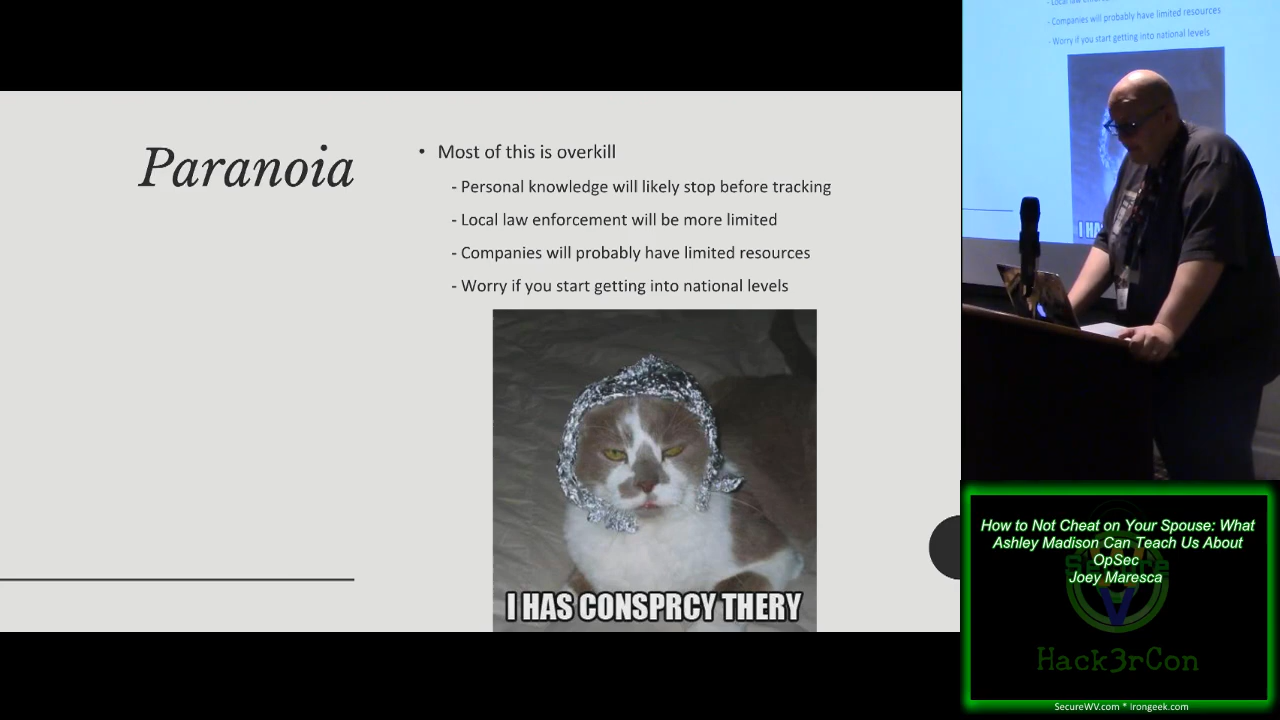 Paranoia
• Most of this is overkill
- Personal knowledge will likely stop before tracking
- Local law enforcement will be more limited
- Companies will probably have limited resources
- Worry if you start getting into national levels
I HAS CONSPRCY THERY
- Companies will probably have limited resources
- Worry if you start getting into national levels
I HAS
How to Not Cheat on Your Spouse: What
Ashley Madison Can Teach Us About
OpSec
Joey Maresca
Secure
WV
Hack3rCon
SecureWV.com * Irongeek.com